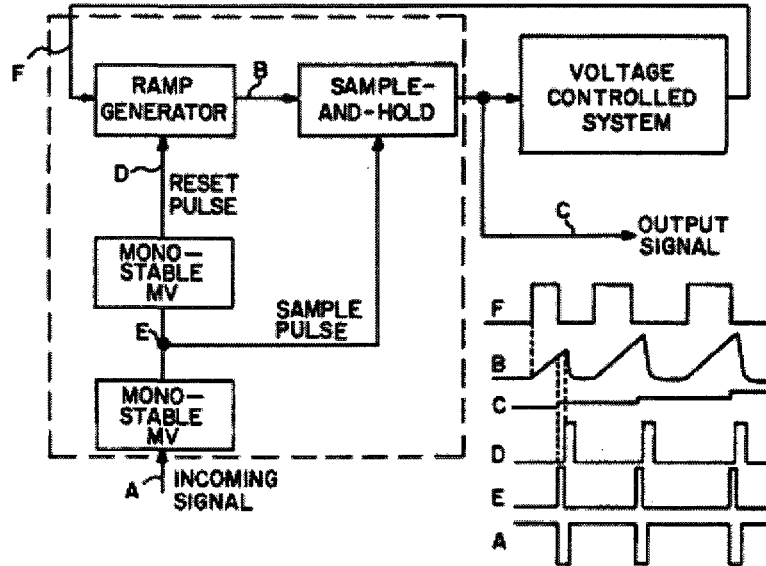 F
RAMP
GENERATOR
B
SAMPLE-
AND-HOLD
VOLTAGE
CONTROLLED
SYSTEM
D
RESET
PULSE
C
OUTPUT
SIGNAL
MONO-
STABLE
MV
E
SAMPLE
PULSE
MONO-
STABLE
MV
A
INCOMING
SIGNAL
F
B
C
D
E
A